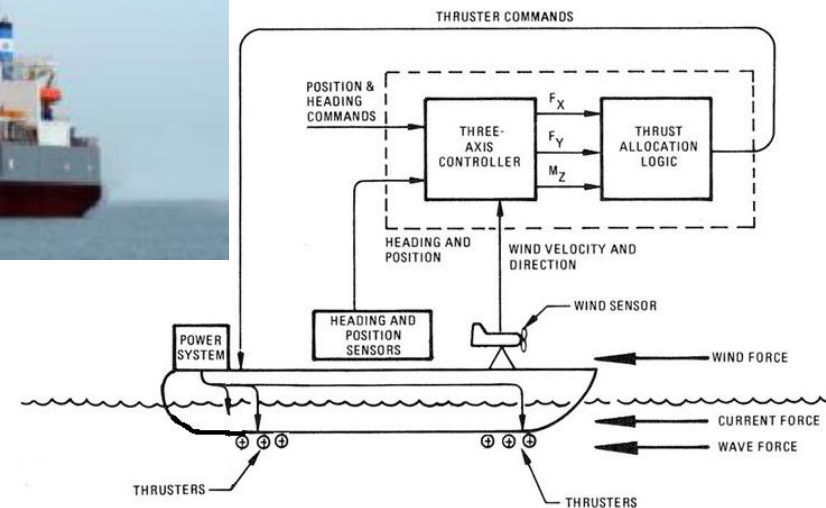 THRUSTER COMMANDS
POSITION &
HEADING
COMMANDS
THREE-
AXIS
CONTROLLER
F X
F Y
M Z
THRUST
ALLOCATION
LOGIC
HEADING AND
POSITION
WIND VELOCITY AND
DIRECTION
HEADING AND
POSITION
SENSORS
WIND SENSOR
POWER
SYSTEM
WIND FORCE
CURRENT FORCE
WAVE FORCE
THRUSTERS
THRUSTERS